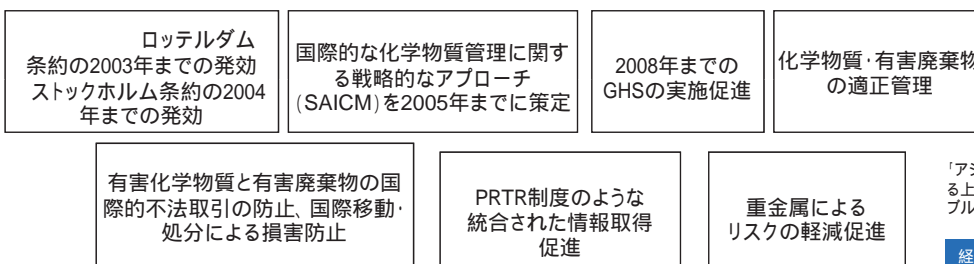 ロッテルダム
条約の2003年までの発効
ストックホルム条約の2004
年までの発効
国際的な化学物質管理に関す
る戦略的なアプローチ
(SAICM)を2005年までに策定
2008年までの
GHSの実施促進
化学物質・有害廃棄物
の適正管理
有害化学物質と有害廃棄物の国
際的不法取引の防止、国際移動・
処分による損害防止
PRTR制度のような
統合された情報取得
促進
重金属による
リスクの軽減促進
「アジ
る上
ブル
経